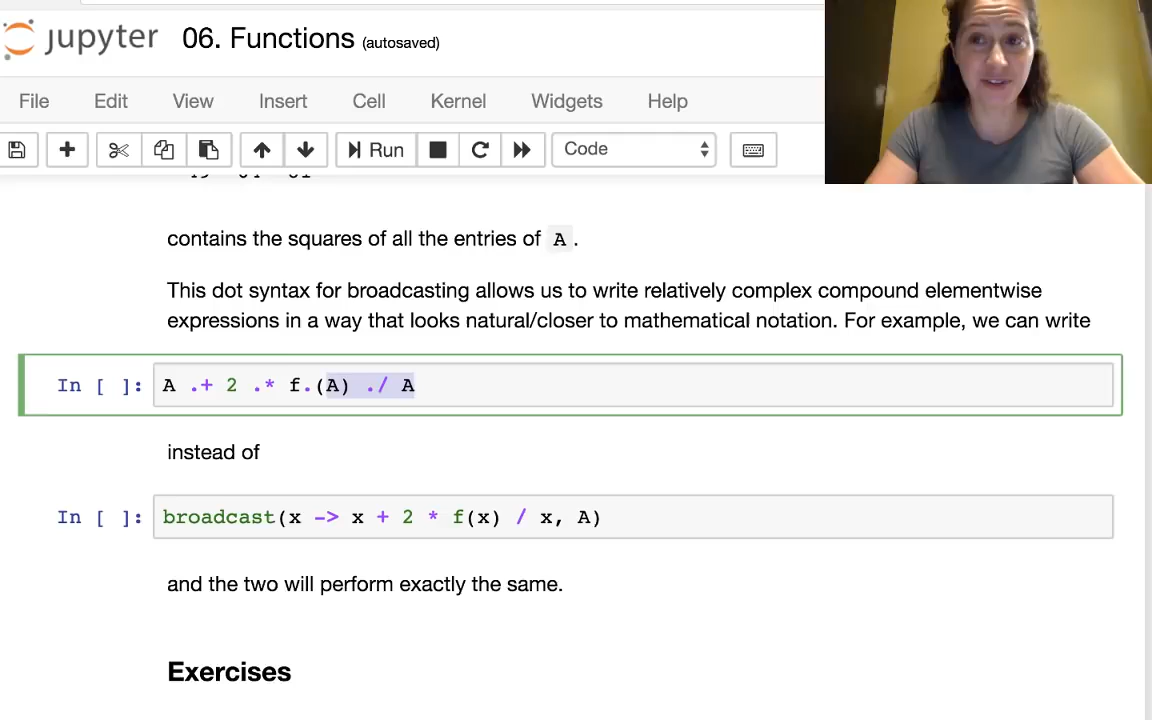 jupyter 06. Functions (autosaved)
File Edit View Insert Cell Kernel Widgets Help
Run Code
contains the squares of all the entries of A.
This dot syntax for broadcasting allows us to write relatively complex compound elementwise
expressions in a way that looks natural/closer to mathematical notation. For example, we can write
In [ ]: A .+ 2 .* f.(A) ./ A
instead of
In [ ]: broadcast(x -> x + 2 * f(x) / x, A)
and the two will perform exactly the same.
Exercises